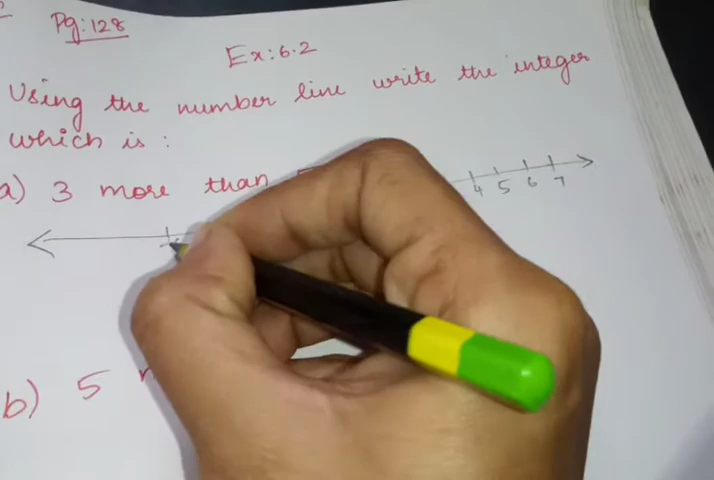 Pg:128
Ex:6.2
Using the number line write the integer
which is :
a) 3 more than
4 5 6 7
b) 5